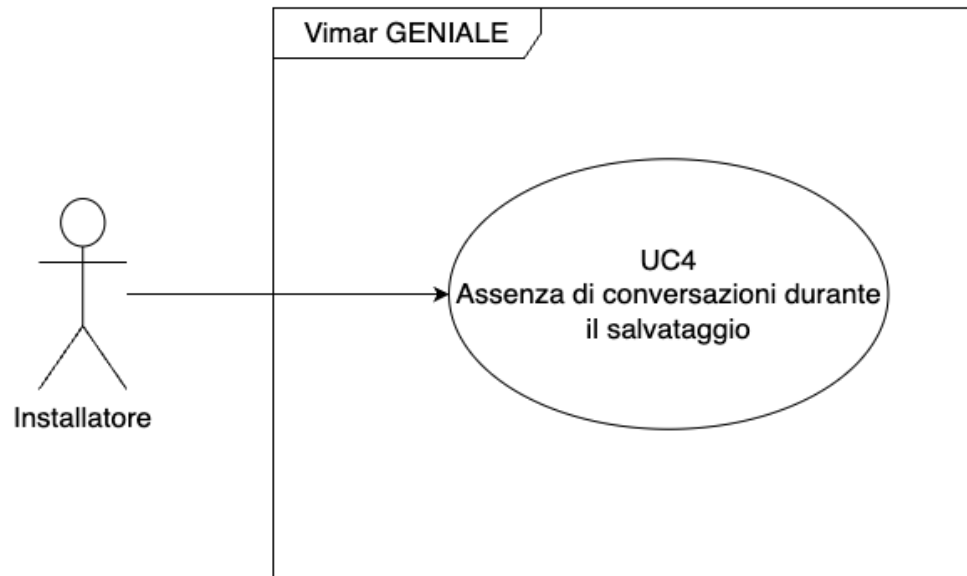 Vimar GENIALE
UC4
Assenza di conversazioni durante
il salvataggio
Installatore